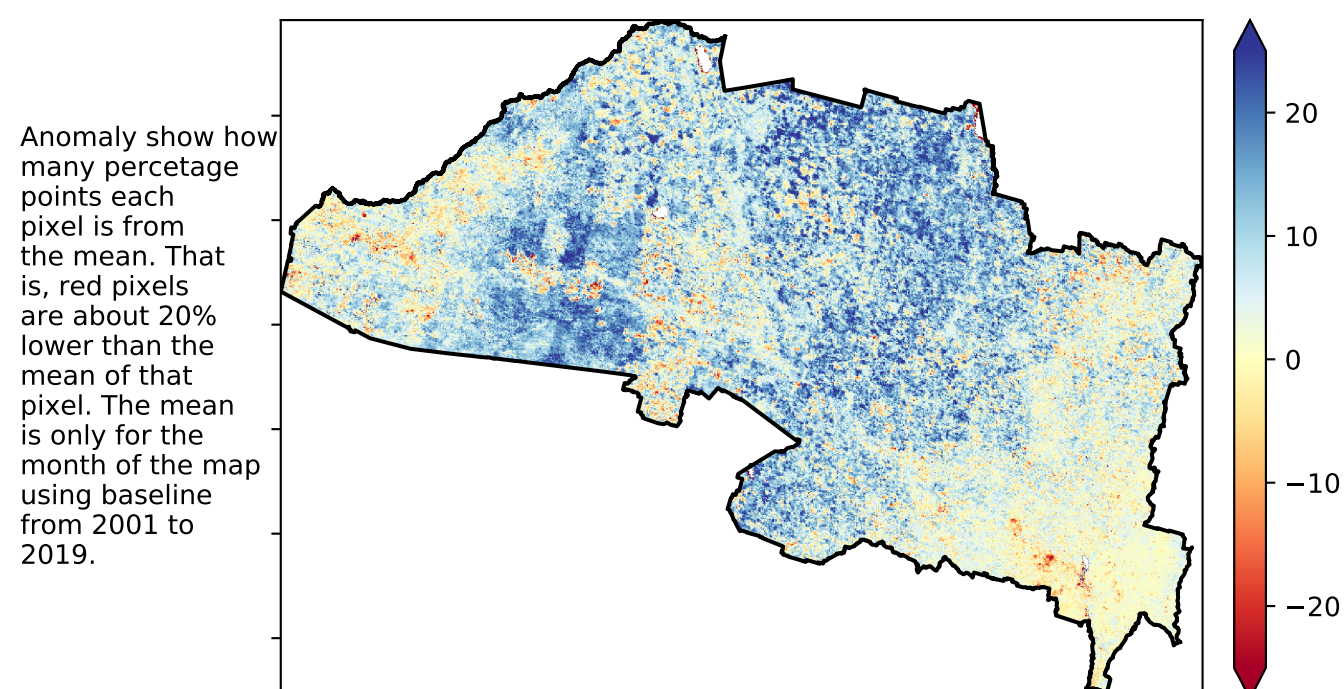 Anomaly show how
many percetage
points each
pixel is from
the mean. That
is, red pixels
are about 20%
lower than the
mean of that
pixel. The mean
is only for the
month of the map
using baseline
from 2001 to
2019.
20
10
0
−10
−20